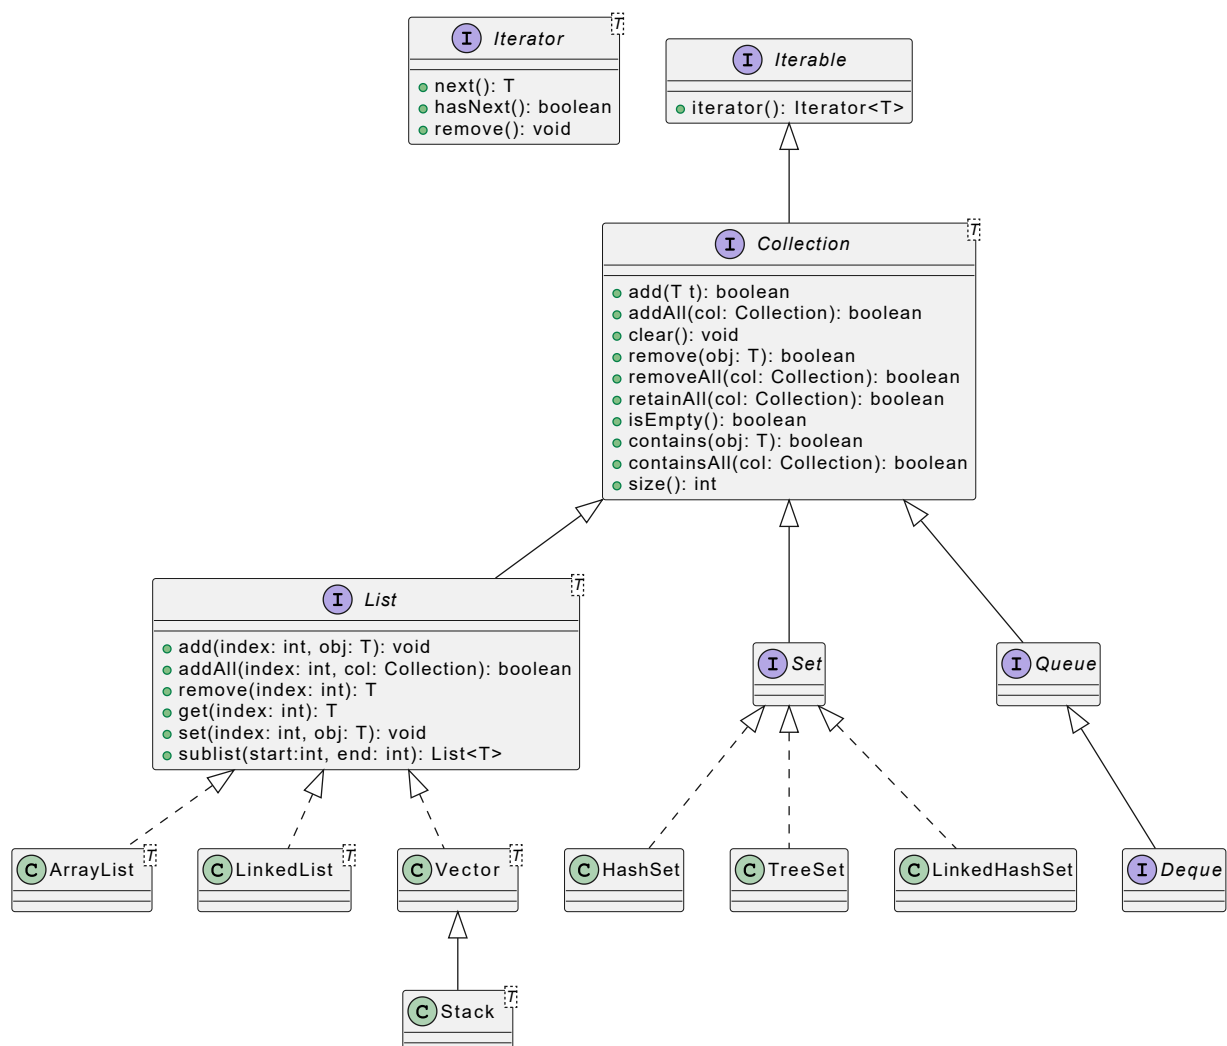 I Iterator T
next(): T
hasNext(): boolean
remove(): void
I Iterable
iterator(): Iterator<T>
I Collection T
add(T t): boolean
addAll(col: Collection): boolean
clear(): void
remove(obj: T): boolean
removeAll(col: Collection): boolean
retainAll(col: Collection): boolean
isEmpty(): boolean
contains(obj: T): boolean
containsAll(col: Collection): boolean
size(): int
I List T
add(index: int, obj: T): void
addAll(index: int, col: Collection): boolean
remove(index: int): T
get(index: int): T
set(index: int, obj: T): void
sublist(start:int, end: int): List<T>
I Set
I Queue
C ArrayList T
C LinkedList T
C Vector T
C HashSet
C TreeSet
C LinkedHashSet
I Deque
C Stack T